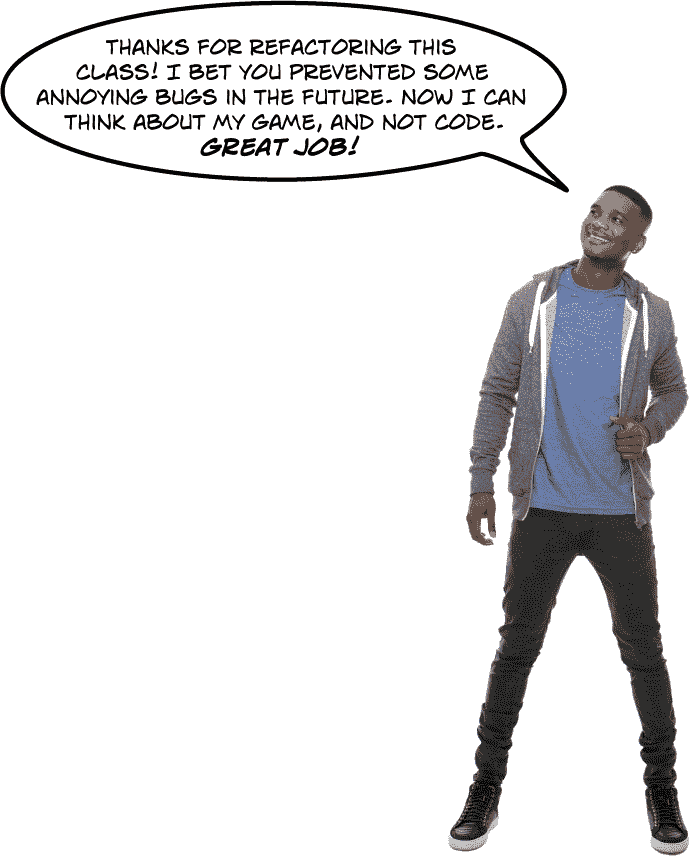 THANKS FOR REFACTORING THIS
CLASS! I BET YOU PREVENTED SOME
ANNOYING BUGS IN THE FUTURE. NOW I CAN
THINK ABOUT MY GAME, AND NOT CODE.
GREAT JOB!